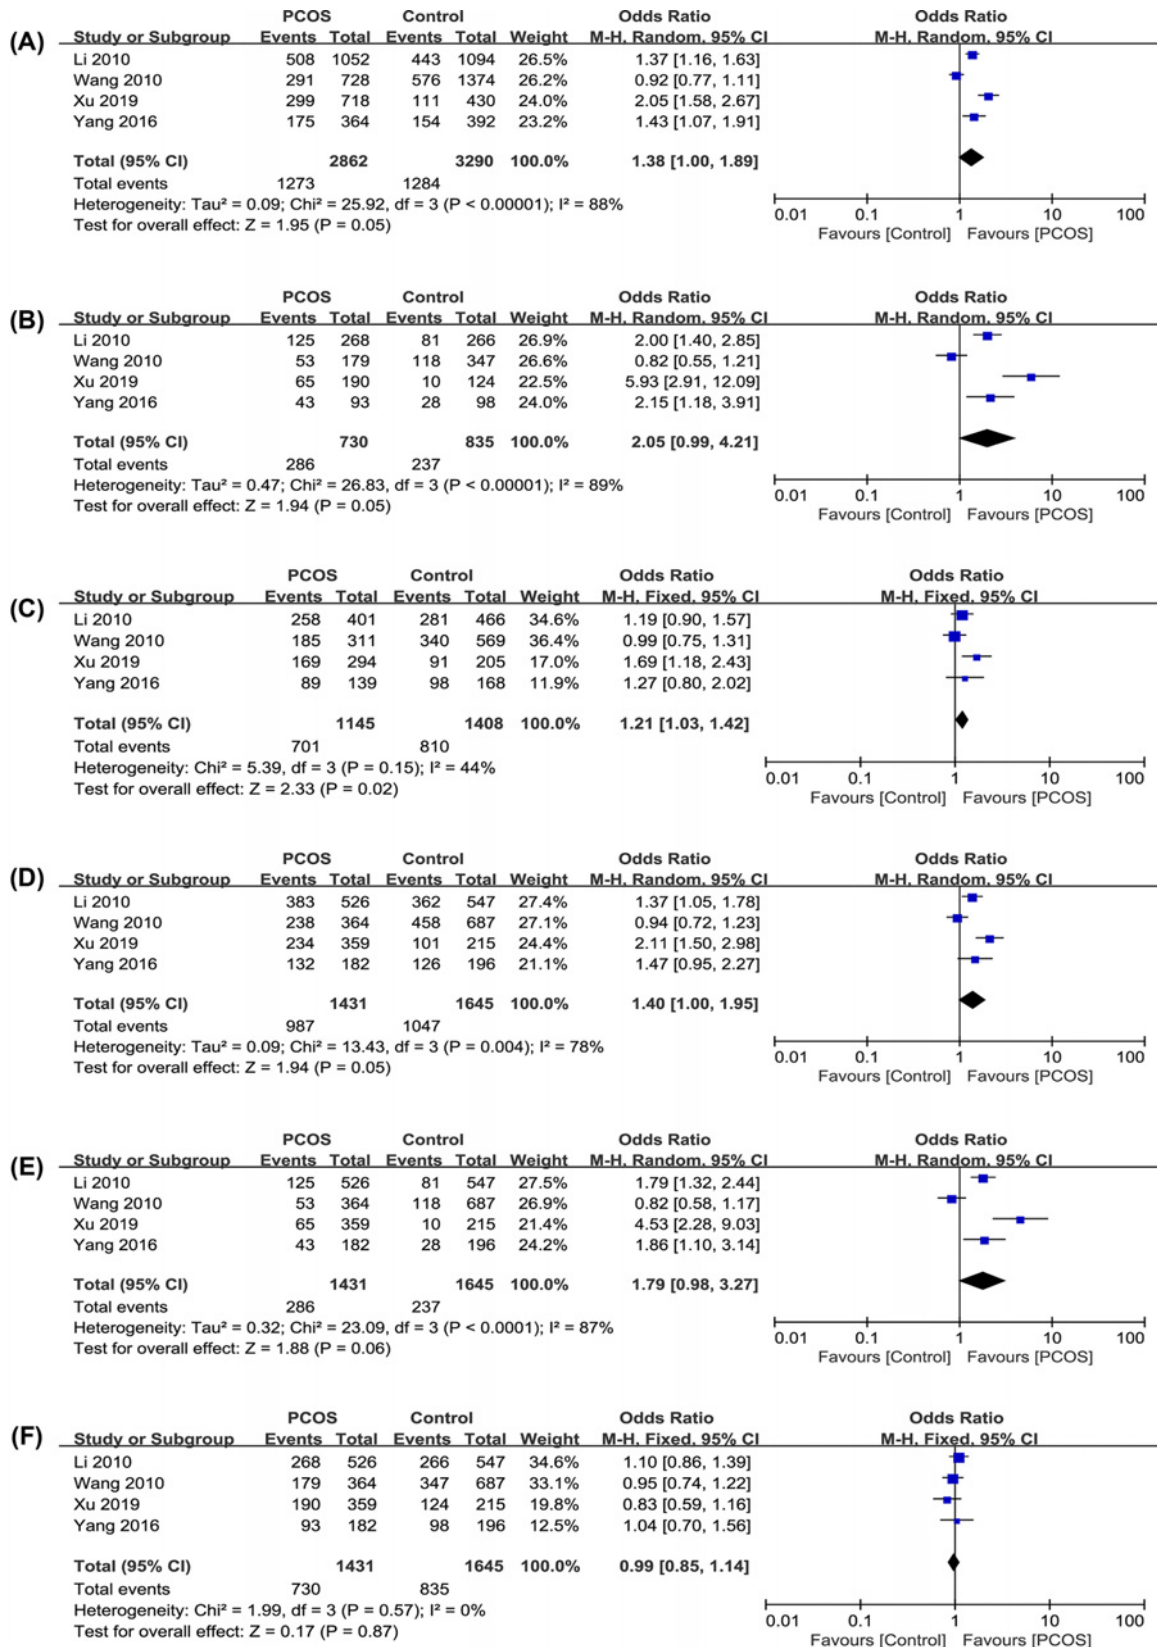 (A)
PCOS Control Odds Ratio Odds Ratio
Study or Subgroup Events Total Events Total Weight M-H, Random, 95% CI M-H, Random, 95% CI
Li 2010 508 1052 443 1094 26.5% 1.37 [1.16, 1.63]
Wang 2010 291 728 576 1374 26.2% 0.92 [0.77, 1.11]
Xu 2019 299 718 111 430 24.0% 2.05 [1.58, 2.67]
Yang 2016 175 364 154 392 23.2% 1.43 [1.07, 1.91]
Total (95% CI) 2862 3290 100.0% 1.38 [1.00, 1.89]
Total events 1273 1284
Heterogeneity: Tau² = 0.09; Chi² = 25.92, df = 3 (P < 0.00001); I² = 88%
Test for overall effect: Z = 1.95 (P = 0.05)
0.01 0.1 1 10 100
Favours [Control] Favours [PCOS]
(B)
PCOS Control Odds Ratio Odds Ratio
Study or Subgroup Events Total Events Total Weight M-H, Random, 95% CI M-H, Random, 95% CI
Li 2010 125 268 81 266 26.9% 2.00 [1.40, 2.85]
Wang 2010 53 179 118 347 26.6% 0.82 [0.55, 1.21]
Xu 2019 65 190 10 124 22.5% 5.93 [2.91, 12.09]
Yang 2016 43 93 28 98 24.0% 2.15 [1.18, 3.91]
Total (95% CI) 730 835 100.0% 2.05 [0.99, 4.21]
Total events 286 237
Heterogeneity: Tau² = 0.47; Chi² = 26.83, df = 3 (P < 0.00001); I² = 89%
Test for overall effect: Z = 1.94 (P = 0.05)
0.01 0.1 1 10 100
Favours [Control] Favours [PCOS]
(C)
PCOS Control Odds Ratio Odds Ratio
Study or Subgroup Events Total Events Total Weight M-H, Fixed, 95% CI M-H, Fixed, 95% CI
Li 2010 258 401 281 466 34.6% 1.19 [0.90, 1.57]
Wang 2010 185 311 340 569 36.4% 0.99 [0.75, 1.31]
Xu 2019 169 294 91 205 17.0% 1.69 [1.18, 2.43]
Yang 2016 89 139 98 168 11.9% 1.27 [0.80, 2.02]
Total (95% CI) 1145 1408 100.0% 1.21 [1.03, 1.42]
Total events 701 810
Heterogeneity: Chi² = 5.39, df = 3 (P = 0.15); I² = 44%
Test for overall effect: Z = 2.33 (P = 0.02)
0.01 0.1 1 10 100
Favours [Control] Favours [PCOS]
(D)
PCOS Control Odds Ratio Odds Ratio
Study or Subgroup Events Total Events Total Weight M-H, Random, 95% CI M-H, Random, 95% CI
Li 2010 383 526 362 547 27.4% 1.37 [1.05, 1.78]
Wang 2010 238 364 458 687 27.1% 0.94 [0.72, 1.23]
Xu 2019 234 359 101 215 24.4% 2.11 [1.50, 2.98]
Yang 2016 132 182 126 196 21.1% 1.47 [0.95, 2.27]
Total (95% CI) 1431 1645 100.0% 1.40 [1.00, 1.95]
Total events 987 1047
Heterogeneity: Tau² = 0.09; Chi² = 13.43, df = 3 (P = 0.004); I² = 78%
Test for overall effect: Z = 1.94 (P = 0.05)
0.01 0.1 1 10 100
Favours [Control] Favours [PCOS]
(E)
PCOS Control Odds Ratio Odds Ratio
Study or Subgroup Events Total Events Total Weight M-H, Random, 95% CI M-H, Random, 95% CI
Li 2010 125 526 81 547 27.5% 1.79 [1.32, 2.44]
Wang 2010 53 364 118 687 26.9% 0.82 [0.58, 1.17]
Xu 2019 65 359 10 215 21.4% 4.53 [2.28, 9.03]
Yang 2016 43 182 28 196 24.2% 1.86 [1.10, 3.14]
Total (95% CI) 1431 1645 100.0% 1.79 [0.98, 3.27]
Total events 286 237
Heterogeneity: Tau² = 0.32; Chi² = 23.09, df = 3 (P < 0.0001); I² = 87%
Test for overall effect: Z = 1.88 (P = 0.06)
0.01 0.1 1 10 100
Favours [Control] Favours [PCOS]
(F)
PCOS Control Odds Ratio Odds Ratio
Study or Subgroup Events Total Events Total Weight M-H, Fixed, 95% CI M-H, Fixed, 95% CI
Li 2010 268 526 266 547 34.6% 1.10 [0.86, 1.39]
Wang 2010 179 364 347 687 33.1% 0.95 [0.74, 1.22]
Xu 2019 190 359 124 215 19.8% 0.83 [0.59, 1.16]
Yang 2016 93 182 98 196 12.5% 1.04 [0.70, 1.56]
Total (95% CI) 1431 1645 100.0% 0.99 [0.85, 1.14]
Total events 730 835
Heterogeneity: Chi² = 1.99, df = 3 (P = 0.57); I² = 0%
Test for overall effect: Z = 0.17 (P = 0.87)
0.01 0.1 1 10 100
Favours [Control] Favours [PCOS]